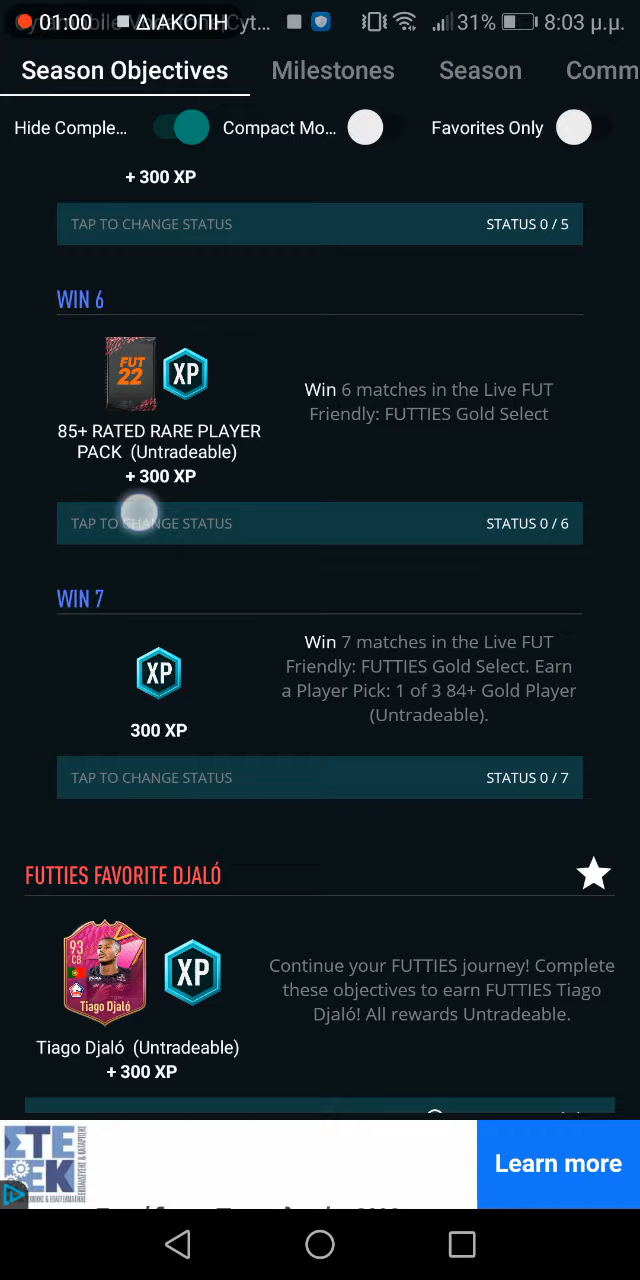 01:00 ΔΙΑΚΟΠΗ Cyt... 31% 8:03 μ.μ.
Season Objectives Milestones Season Comm
Hide Comple... Compact Mo... Favorites Only
+ 300 XP
TAP TO CHANGE STATUS STATUS 0 / 5
WIN 6
FUT
22
XP
Win 6 matches in the Live FUT
Friendly: FUTTIES Gold Select
85+ RATED RARE PLAYER
PACK (Untradeable)
+ 300 XP
TAP TO CHANGE STATUS STATUS 0 / 6
WIN 7
XP
Win 7 matches in the Live FUT
Friendly: FUTTIES Gold Select. Earn
a Player Pick: 1 of 3 84+ Gold Player
(Untradeable).
300 XP
TAP TO CHANGE STATUS STATUS 0 / 7
FUTTIES FAVORITE DJALÓ
93
CB
Tiago Djaló
XP
Continue your FUTTIES journey! Complete
these objectives to earn FUTTIES Tiago
Djaló! All rewards Untradeable.
Tiago Djaló (Untradeable)
+ 300 XP
ΣΤΕ
ΕΚ
Learn more